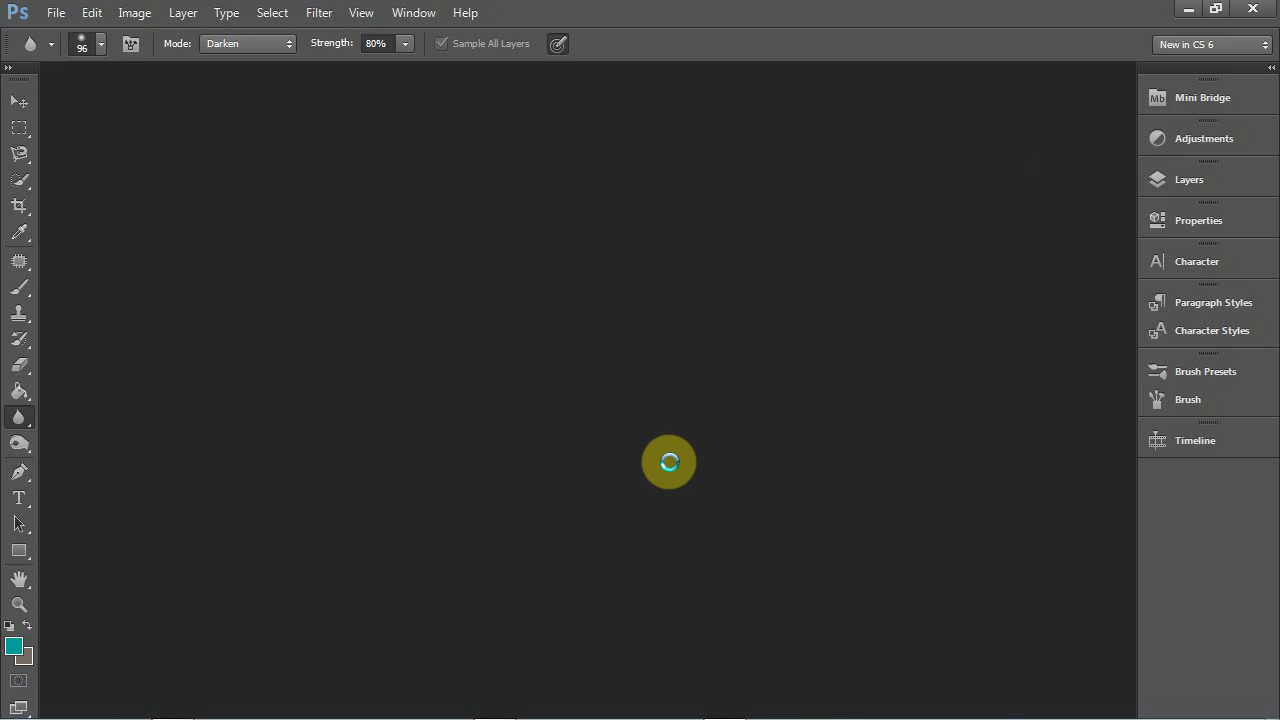 Ps File Edit Image Layer Type Select Filter View Window Help
96 Mode: Darken Strength: 80% Sample All Layers New in CS 6
Mb Mini Bridge
Adjustments
Layers
Properties
A Character
Paragraph Styles
A Character Styles
Brush Presets
Brush
Timeline
T